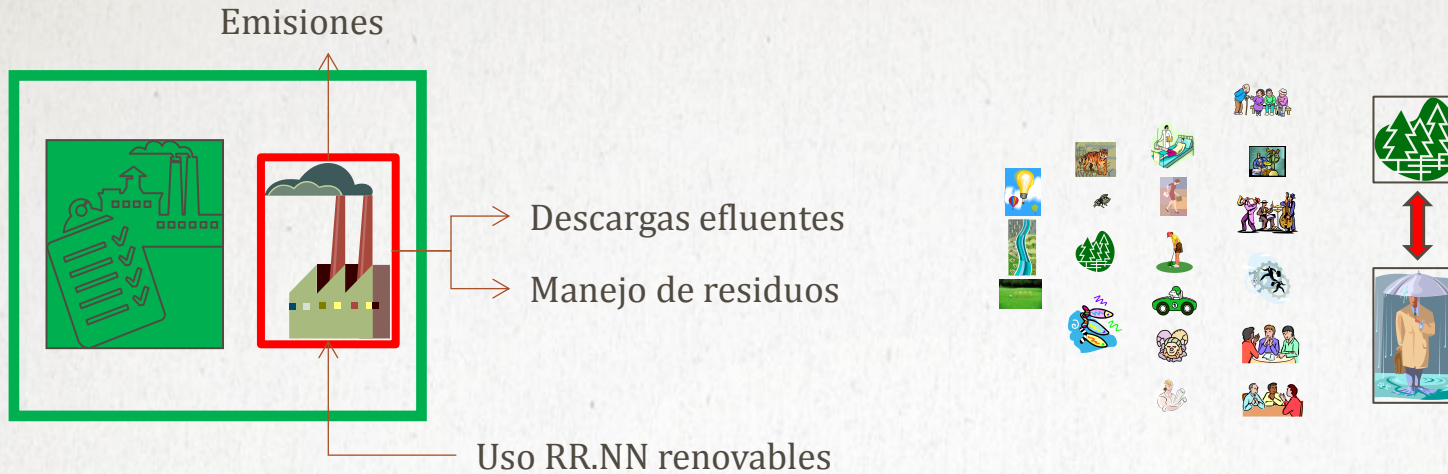 Emisiones
Descargas efluentes
Manejo de residuos
Uso RR.NN renovables